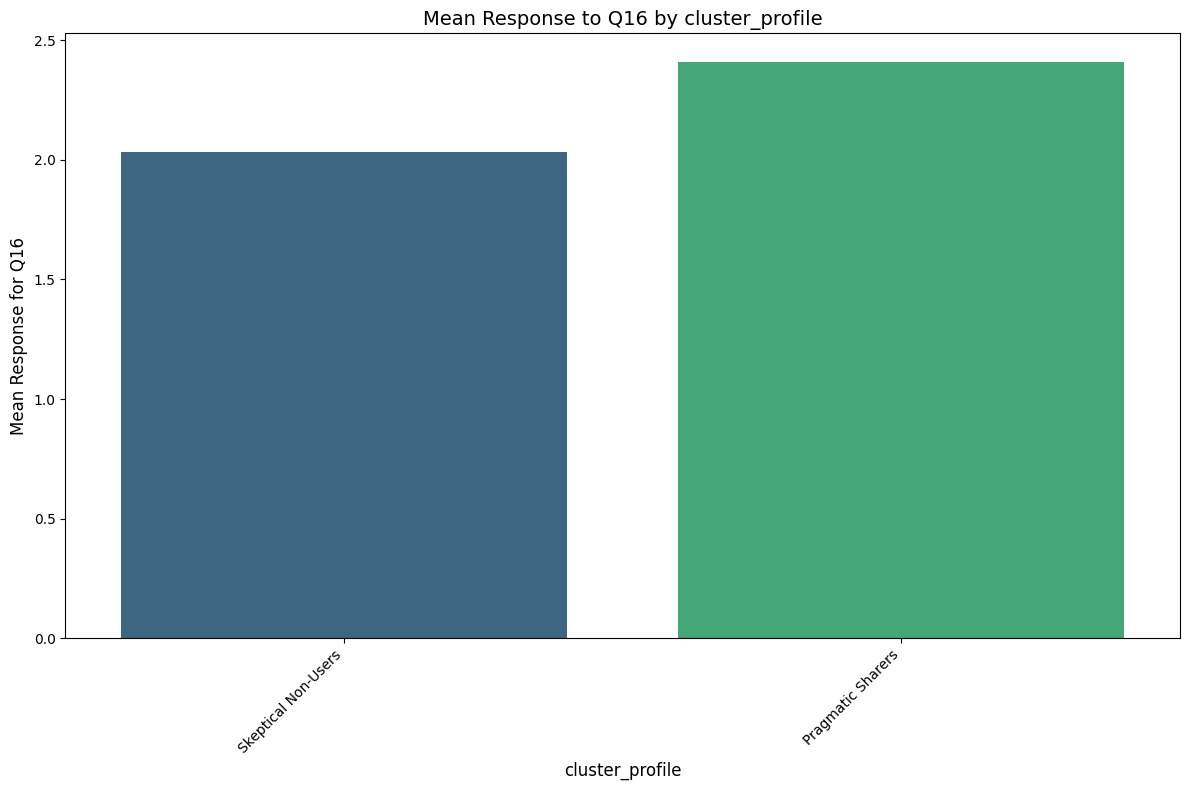 Mean Response to Q16 by cluster_profile
Mean Response for Q16
2.5
2.0
1.5
1.0
0.5
0.0
Skeptical Non-Users
Pragmatic Sharers
cluster_profile